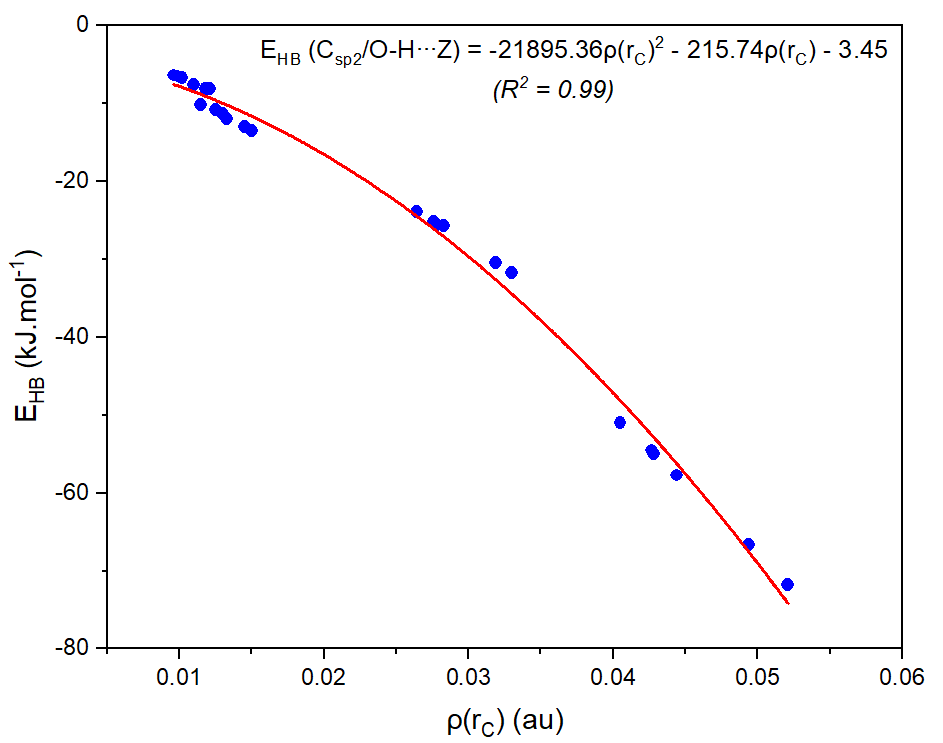 E_HB (C_sp2/O-H···Z) = -21895.36ρ(r_C)² - 215.74ρ(r_C) - 3.45
(R² = 0.99)
0
-20
-40
-60
-80
E_HB (kJ.mol⁻¹)
0.01 0.02 0.03 0.04 0.05 0.06
ρ(r_C) (au)